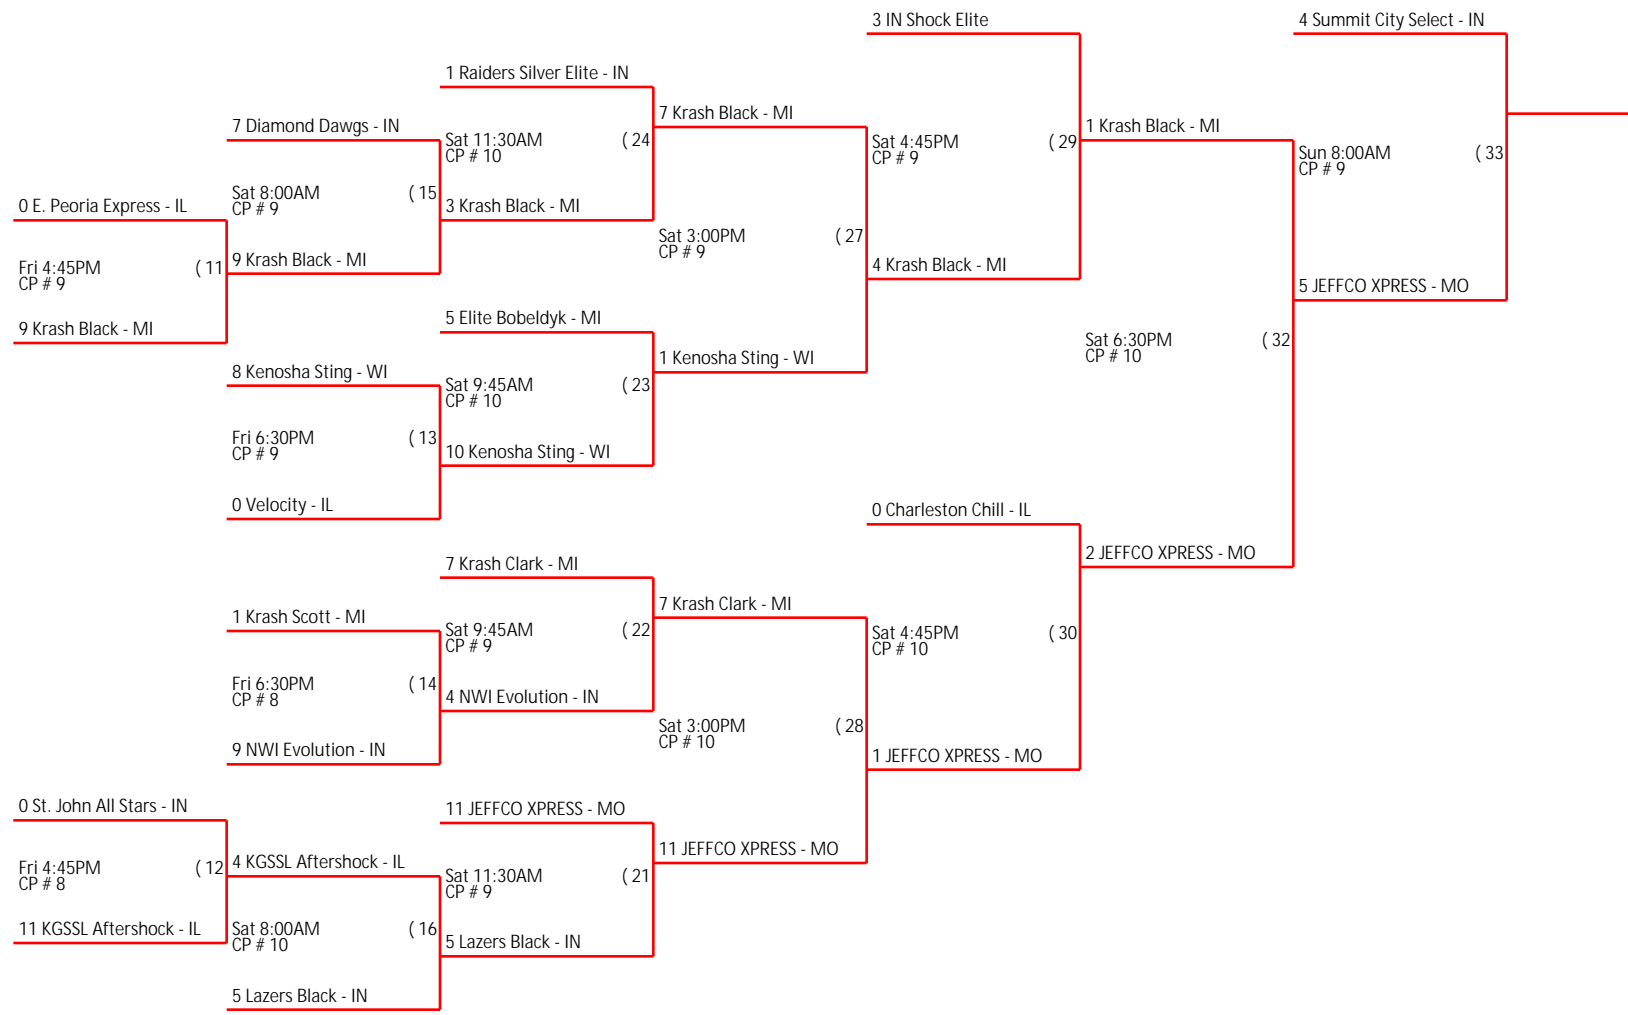 3 IN Shock Elite
4 Summit City Select - IN
1 Raiders Silver Elite - IN
7 Krash Black - MI
7 Diamond Dawgs - IN
1 Krash Black - MI
Sat 11:30AM
CP # 10
( 24
Sat 4:45PM
CP # 9
( 29
Sun 8:00AM
CP # 9
( 33
Sat 8:00AM
CP # 9
( 15
0 E. Peoria Express - IL
3 Krash Black - MI
Sat 3:00PM
CP # 9
( 27
Fri 4:45PM
CP # 9
( 11
9 Krash Black - MI
4 Krash Black - MI
5 JEFFCO XPRESS - MO
9 Krash Black - MI
5 Elite Bobeldyk - MI
Sat 6:30PM
CP # 10
( 32
1 Kenosha Sting - WI
8 Kenosha Sting - WI
Sat 9:45AM
CP # 10
( 23
Fri 6:30PM
CP # 9
( 13
10 Kenosha Sting - WI
0 Velocity - IL
0 Charleston Chill - IL
2 JEFFCO XPRESS - MO
7 Krash Clark - MI
7 Krash Clark - MI
1 Krash Scott - MI
Sat 9:45AM
CP # 9
( 22
Sat 4:45PM
CP # 10
( 30
Fri 6:30PM
CP # 8
( 14
4 NWI Evolution - IN
Sat 3:00PM
CP # 10
( 28
9 NWI Evolution - IN
1 JEFFCO XPRESS - MO
0 St. John All Stars - IN
11 JEFFCO XPRESS - MO
11 JEFFCO XPRESS - MO
Fri 4:45PM
CP # 8
( 12
4 KGSSL Aftershock - IL
Sat 11:30AM
CP # 9
( 21
11 KGSSL Aftershock - IL
Sat 8:00AM
CP # 10
( 16
5 Lazers Black - IN
5 Lazers Black - IN